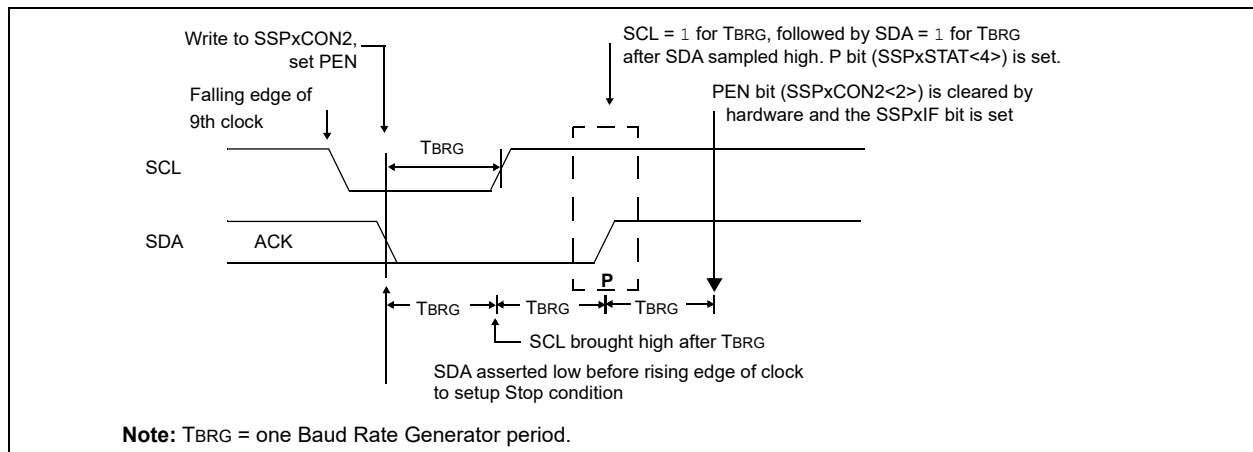 Write to SSPxCON2,
set PEN
SCL = 1 for TBRG, followed by SDA = 1 for TBRG
after SDA sampled high. P bit (SSPxSTAT<4>) is set.
Falling edge of
9th clock
PEN bit (SSPxCON2<2>) is cleared by
hardware and the SSPxIF bit is set
TBRG
SCL
SDA
ACK
P
TBRG
TBRG
TBRG
SCL brought high after TBRG
SDA asserted low before rising edge of clock
to setup Stop condition
Note: TBRG = one Baud Rate Generator period.